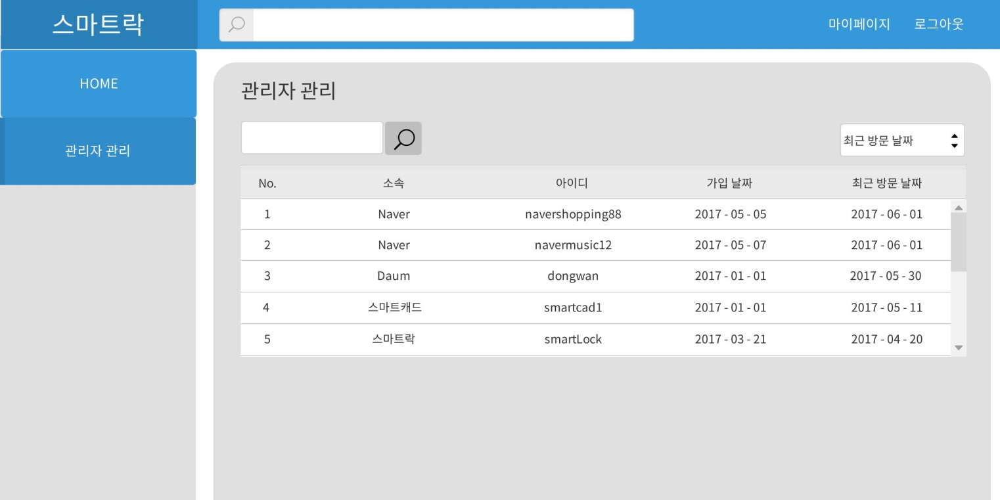 스마트락
마이페이지 로그아웃
HOME
관리자 관리
관리자 관리
최근 방문 날짜
No. 소속 아이디 가입 날짜 최근 방문 날짜
1 Naver navershopping88 2017 - 05 - 05 2017 - 06 - 01
2 Naver navermusic12 2017 - 05 - 07 2017 - 06 - 01
3 Daum dongwan 2017 - 01 - 01 2017 - 05 - 30
4 스마트캐드 smartcad1 2017 - 01 - 01 2017 - 05 - 11
5 스마트락 smartLock 2017 - 03 - 21 2017 - 04 - 20